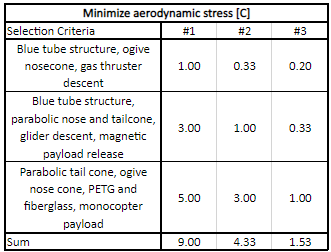 Minimize aerodynamic stress [C]
Selection Criteria #1 #2 #3
Blue tube structure, ogive
nosecone, gas thruster
descent
1.00 0.33 0.20
Blue tube structure,
parabolic nose and tailcone,
glider descent, magnetic
payload release
3.00 1.00 0.33
Parabolic tail cone, ogive
nose cone, PETG and
fiberglass, monocopter
payload
5.00 3.00 1.00
Sum 9.00 4.33 1.53